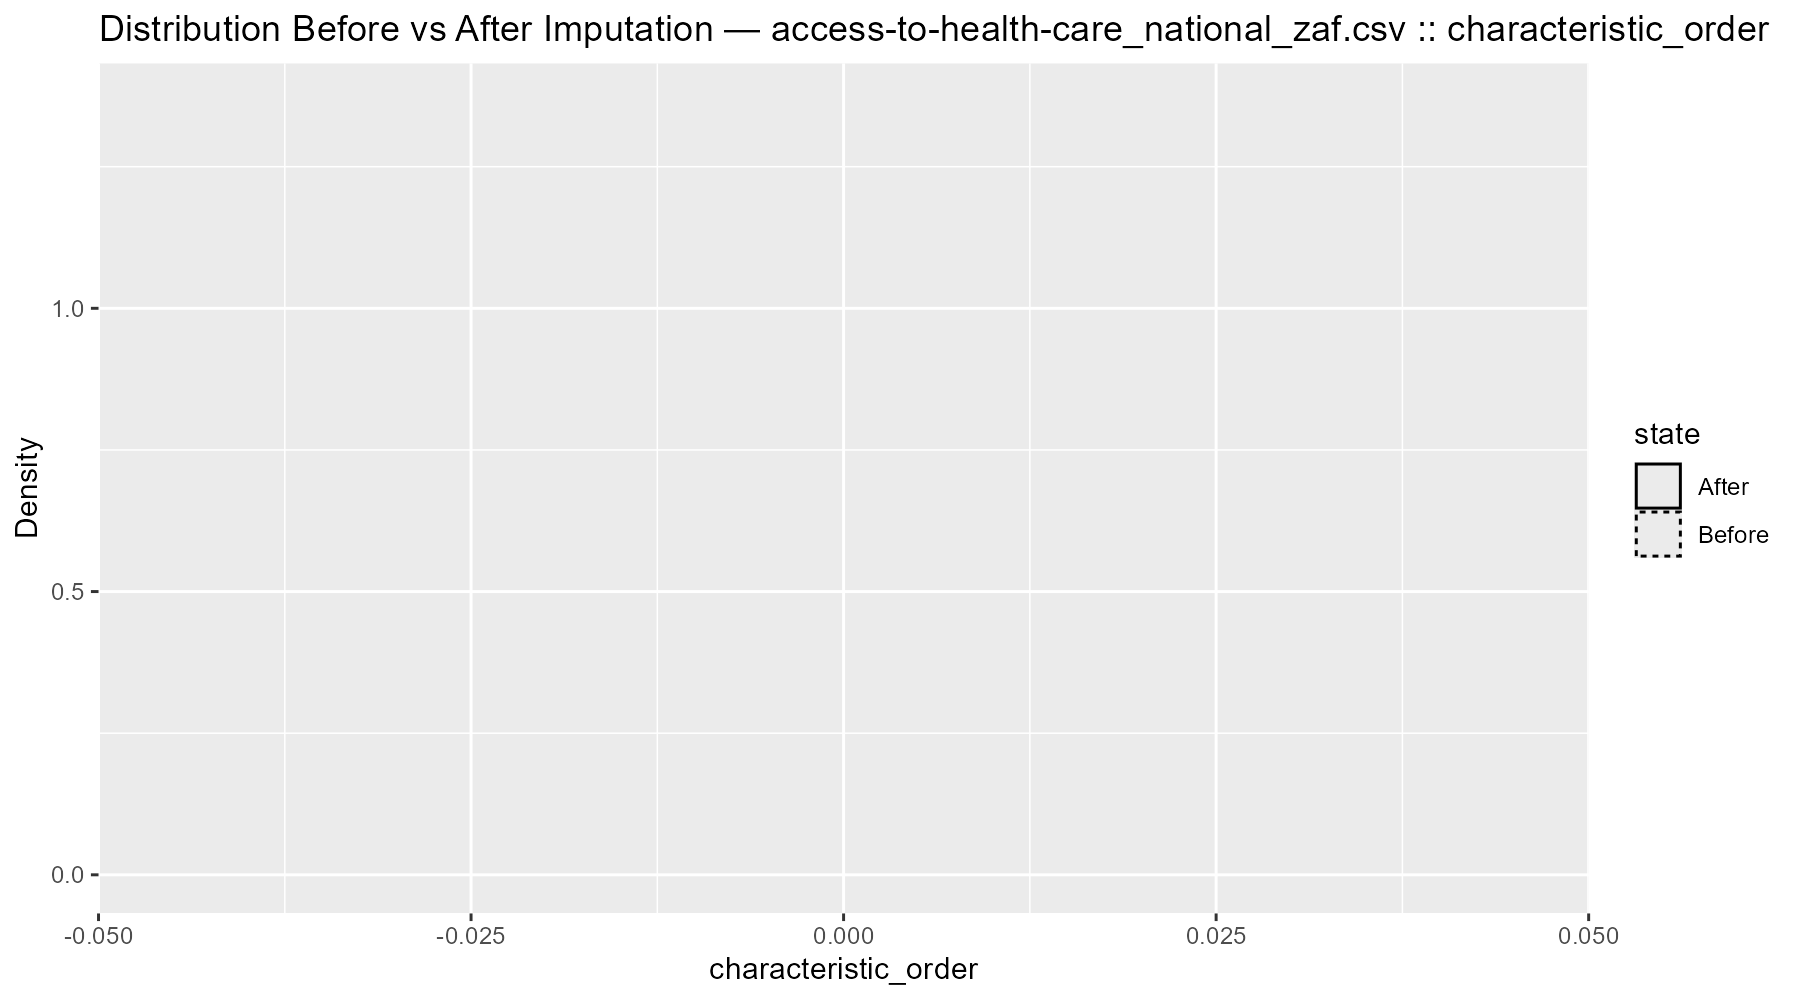 Distribution Before vs After Imputation — access-to-health-care_national_zaf.csv :: characteristic_order
Density
1.0
0.5
0.0
-0.050
-0.025
0.000
0.025
0.050
characteristic_order
state
After
Before